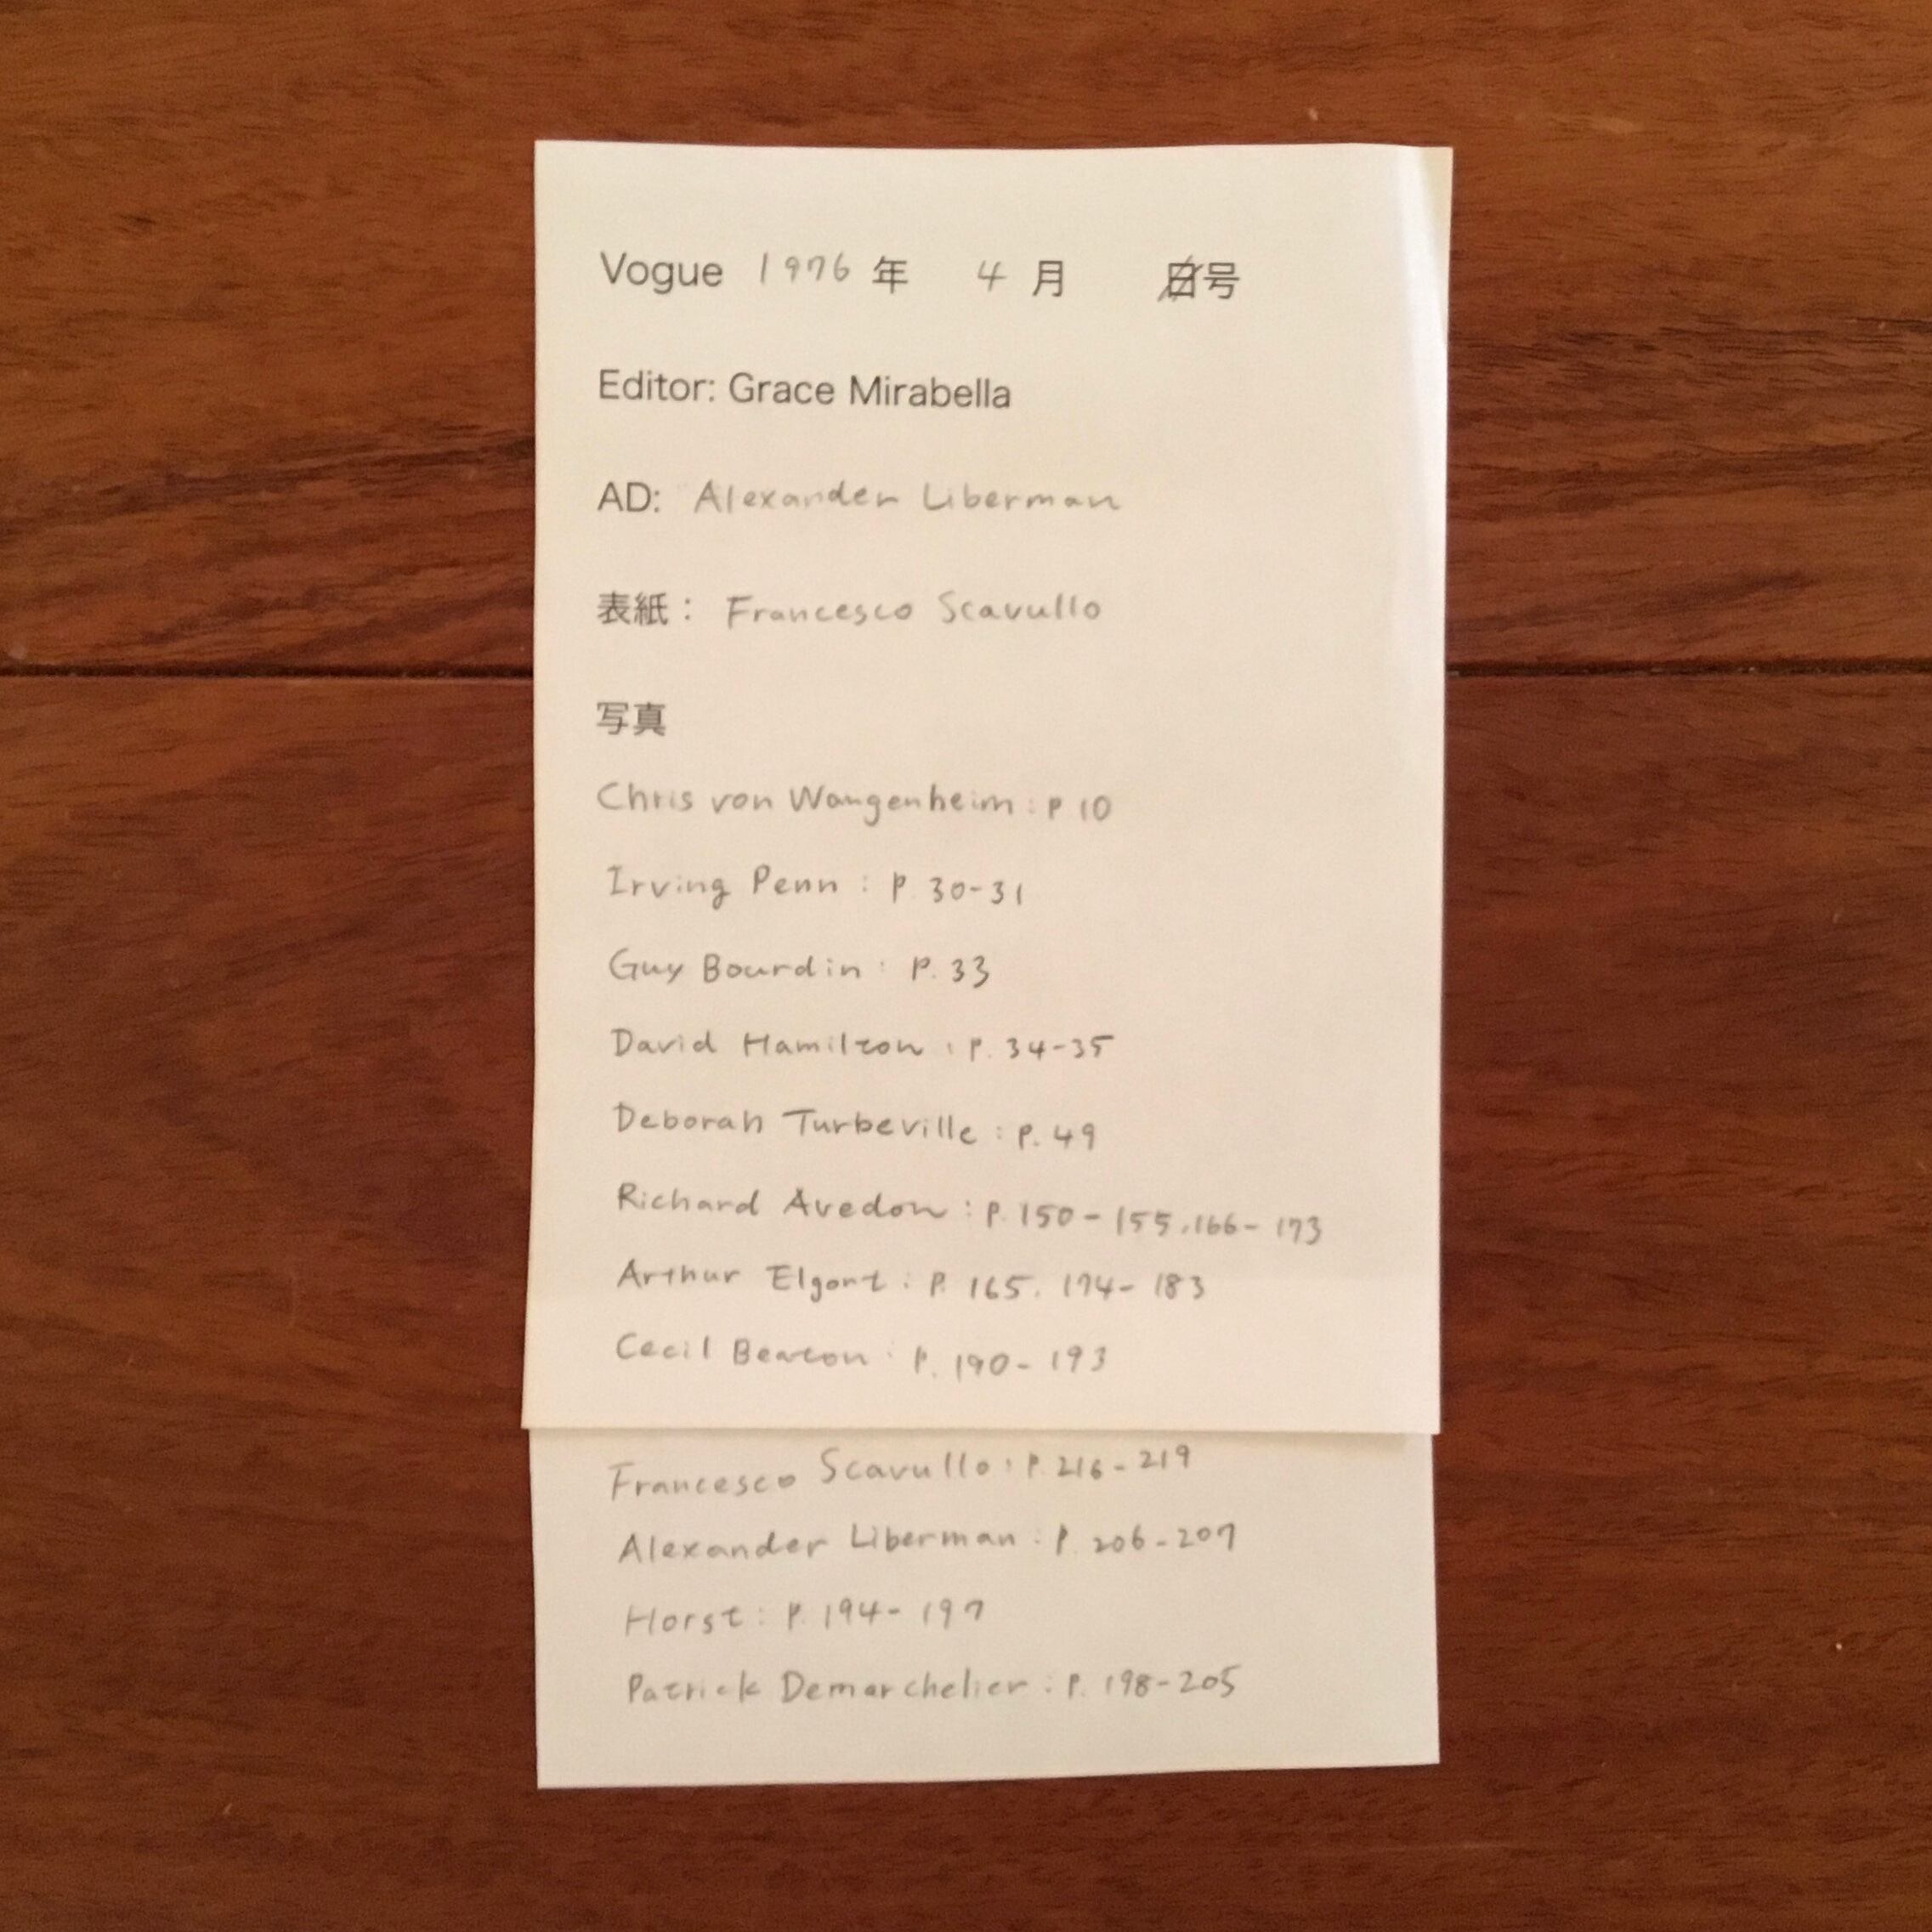 Vogue 1976 年 4 月 日号
Editor: Grace Mirabella
AD: Alexander Liberman
表紙： Francesco Scavullo
写真
Chris von Wangenheim : P 10
Irving Penn : P. 30-31
Guy Bourdin : P. 33
David Hamilton : P. 34-35
Deborah Turbeville : P. 49
Richard Avedon : P. 150-155, 166-173
Arthur Elgort : P. 165. 174-183
Cecil Beaton : P. 190-193
Francesco Scavullo : P. 216-219
Alexander Liberman : P. 206-207
Horst : P. 194-197
Patrick Demarchelier : P. 198-205